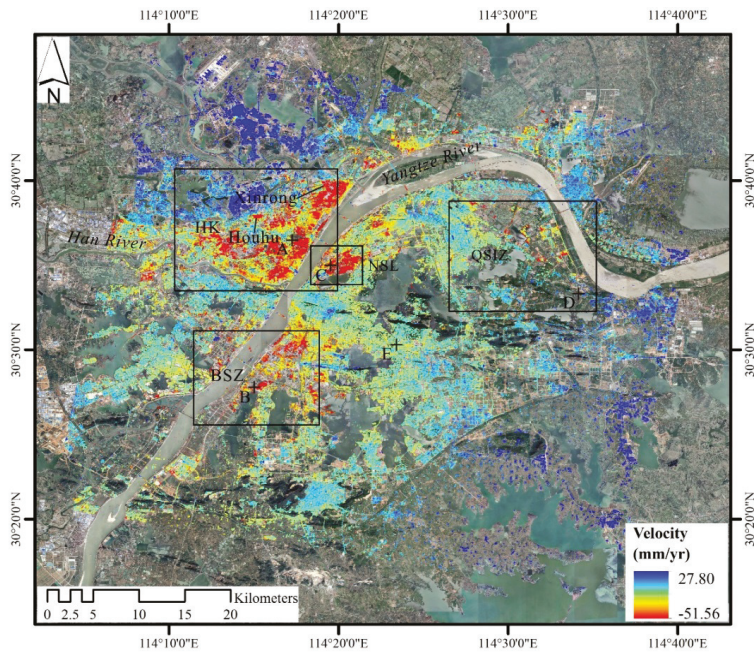 114°10'0"E 114°20'0"E 114°30'0"E 114°40'0"E
N
30°40'0"N
30°30'0"N
30°20'0"N
30°40'0"N
30°30'0"N
30°20'0"N
Yangtze River
Xinrong
HK
Houhu
A
Han River
C
NSL
QSIZ
D
E
BSZ
B
Velocity
(mm/yr)
27.80
-51.56
Kilometers
0 2.5 5 10 15 20
114°10'0"E 114°20'0"E 114°30'0"E 114°40'0"E